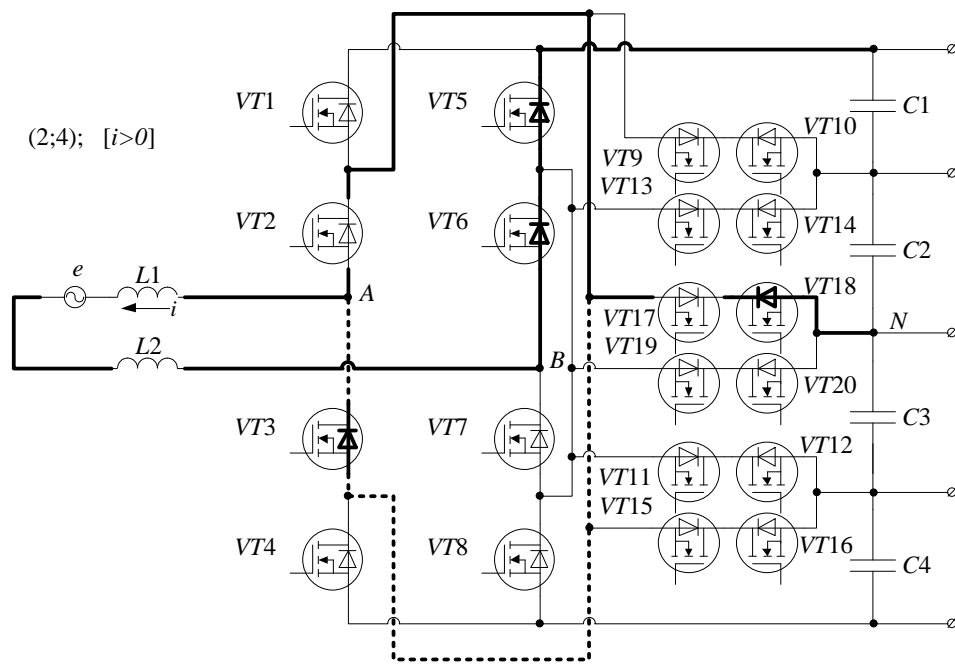 VT1
VT5
C1
(2;4); [i>0]
VT10
VT9
VT13
VT2
VT6
VT14
C2
e
L1
A
i
VT18
N
VT17
VT19
L2
B
VT20
VT3
VT7
C3
VT12
VT11
VT15
VT4
VT8
VT16
C4